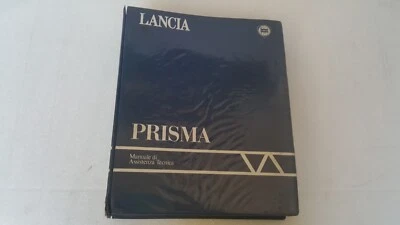 LANCIA
PRISMA
Manuale di
Assistenza Tecnica